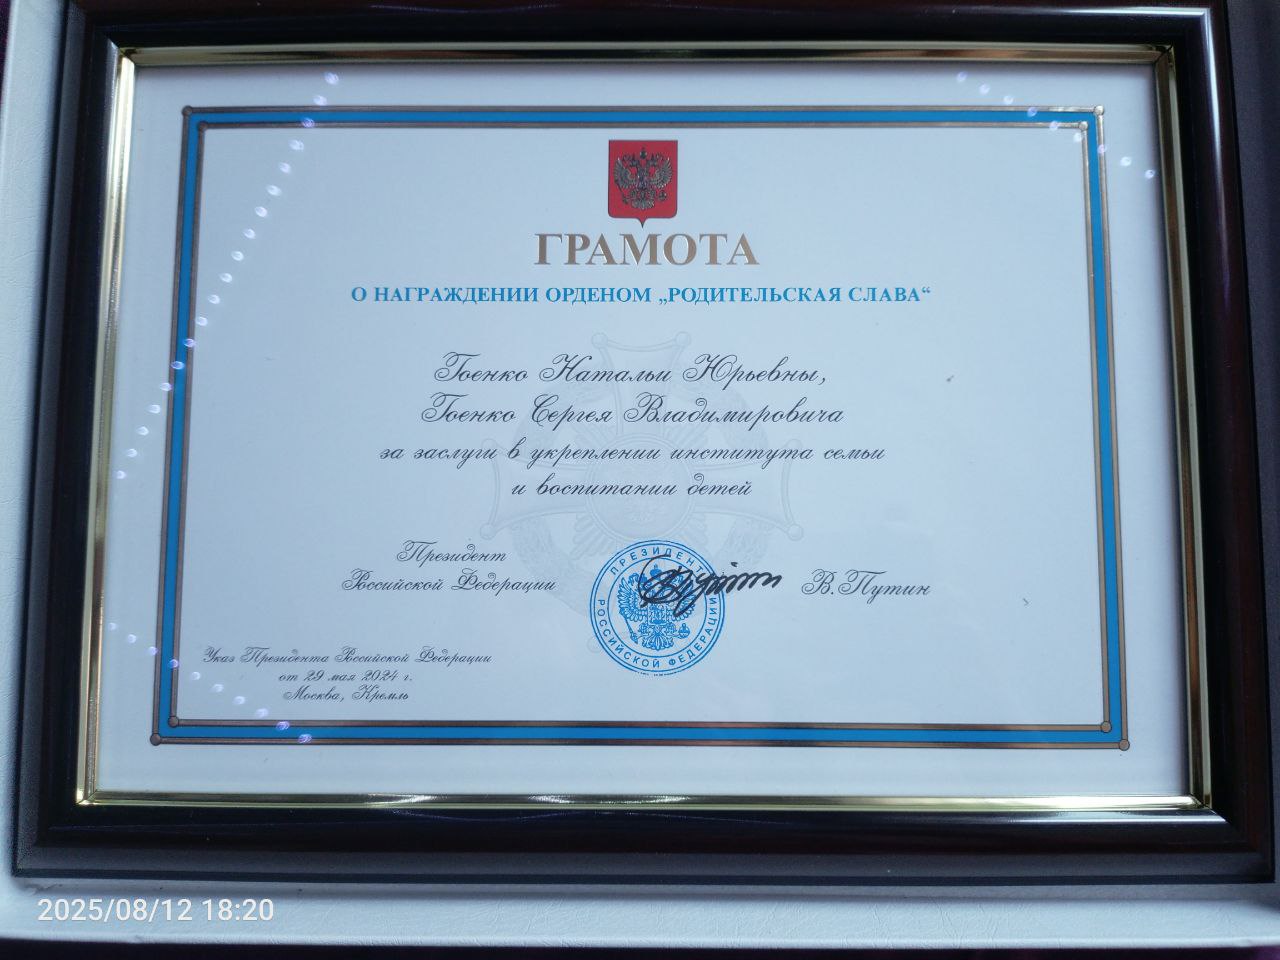 ГРАМОТА
О НАГРАЖДЕНИИ ОРДЕНОМ „РОДИТЕЛЬСКАЯ СЛАВА“
Гоенко Натальи Юрьевны,
Гоенко Сергея Владимировича
за заслуги в укреплении института семьи
и воспитании детей
Президент
Российской Федерации
ПРЕЗИДЕНТ
РОССИЙСКОЙ ФЕДЕРАЦИИ
В.Путин
Указ Президента Российской Федерации
от 29 мая 2024 г.
Москва, Кремль
2025/08/12 18:20